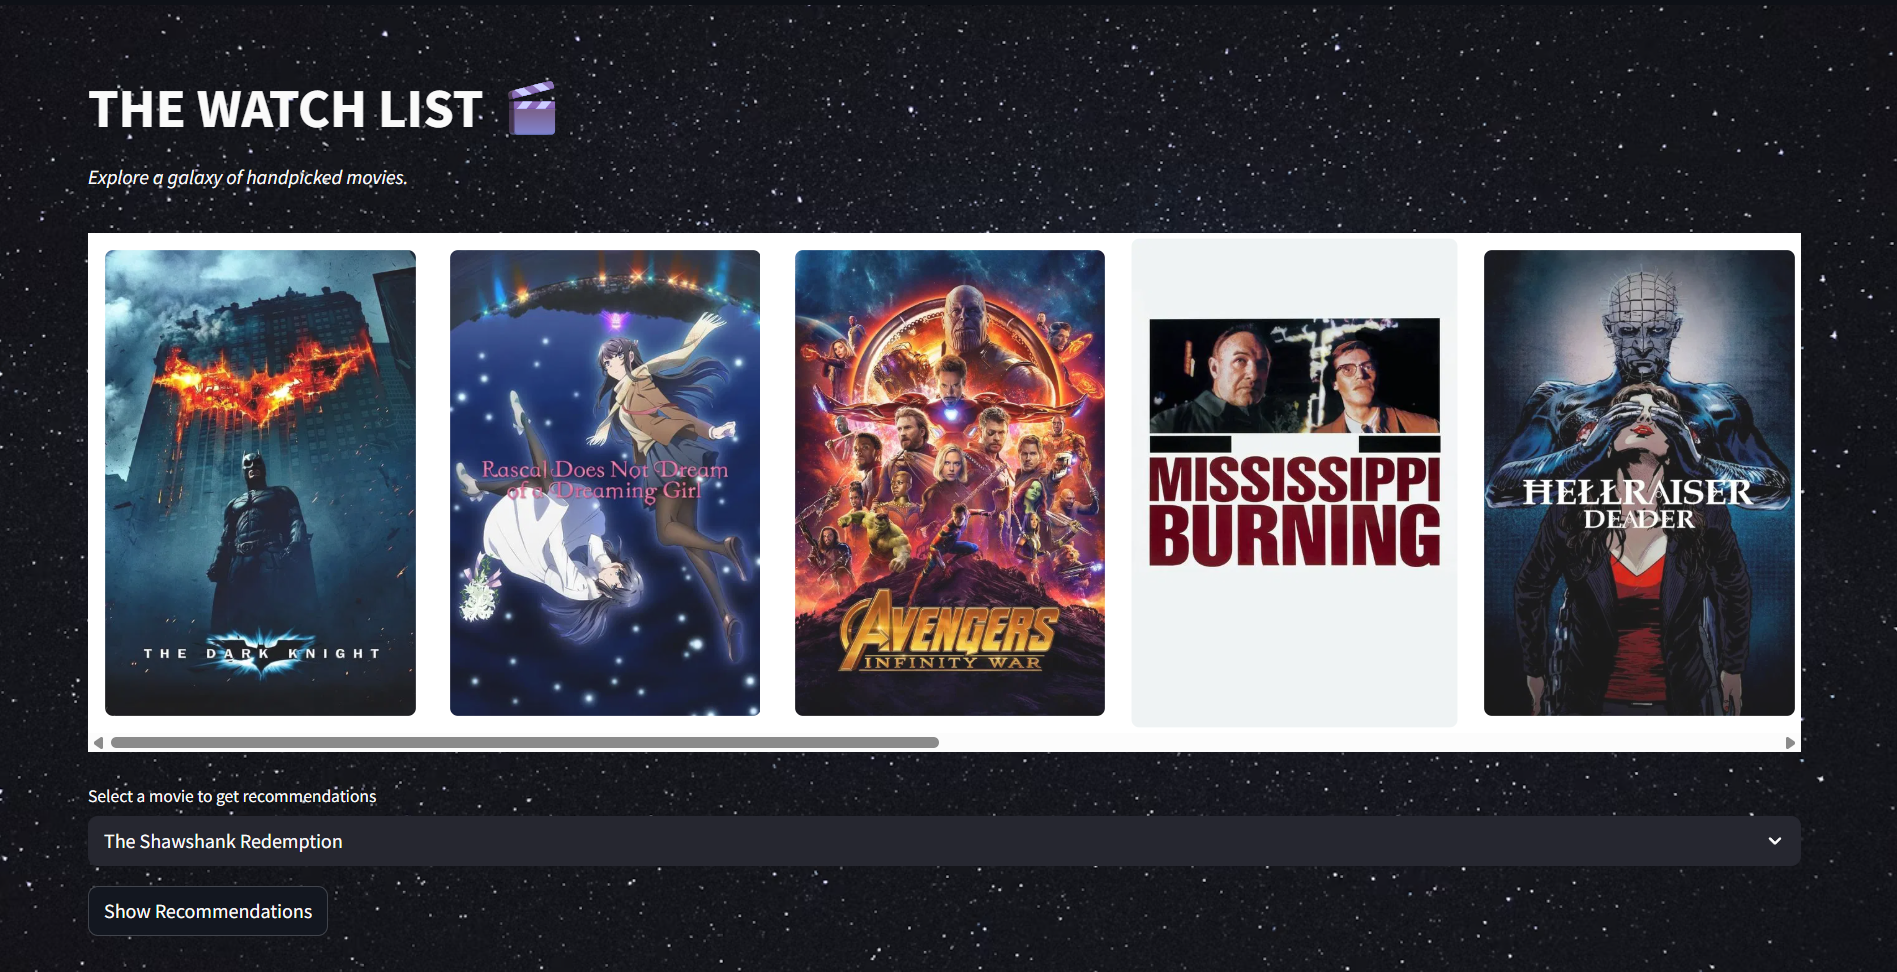 THE WATCH LIST
Explore a galaxy of handpicked movies.
THE DARK KNIGHT
Rascal Does Not Dream
of a Dreaming Girl
AVENGERS
INFINITY WAR
MISSISSIPPI
BURNING
HELLRAISER
DEADER
Select a movie to get recommendations
The Shawshank Redemption
Show Recommendations